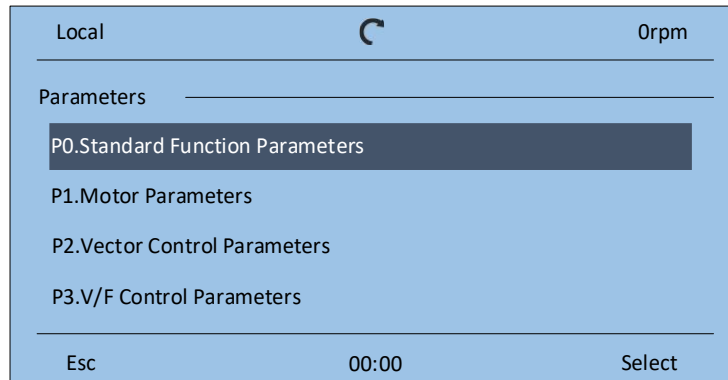 Local 0rpm
Parameters
P0.Standard Function Parameters
P1.Motor Parameters
P2.Vector Control Parameters
P3.V/F Control Parameters
Esc 00:00 Select